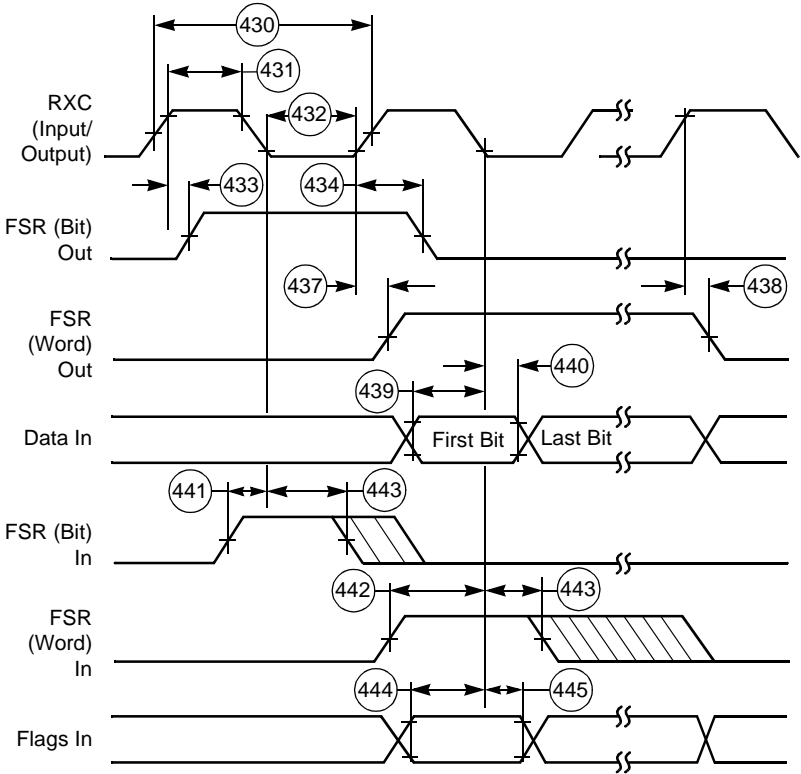 430
431
RXC
(Input/
Output)
432
433
434
FSR (Bit)
Out
437
438
FSR
(Word)
Out
439
440
Data In
First Bit
Last Bit
441
443
FSR (Bit)
In
442
443
FSR
(Word)
In
444
445
Flags In